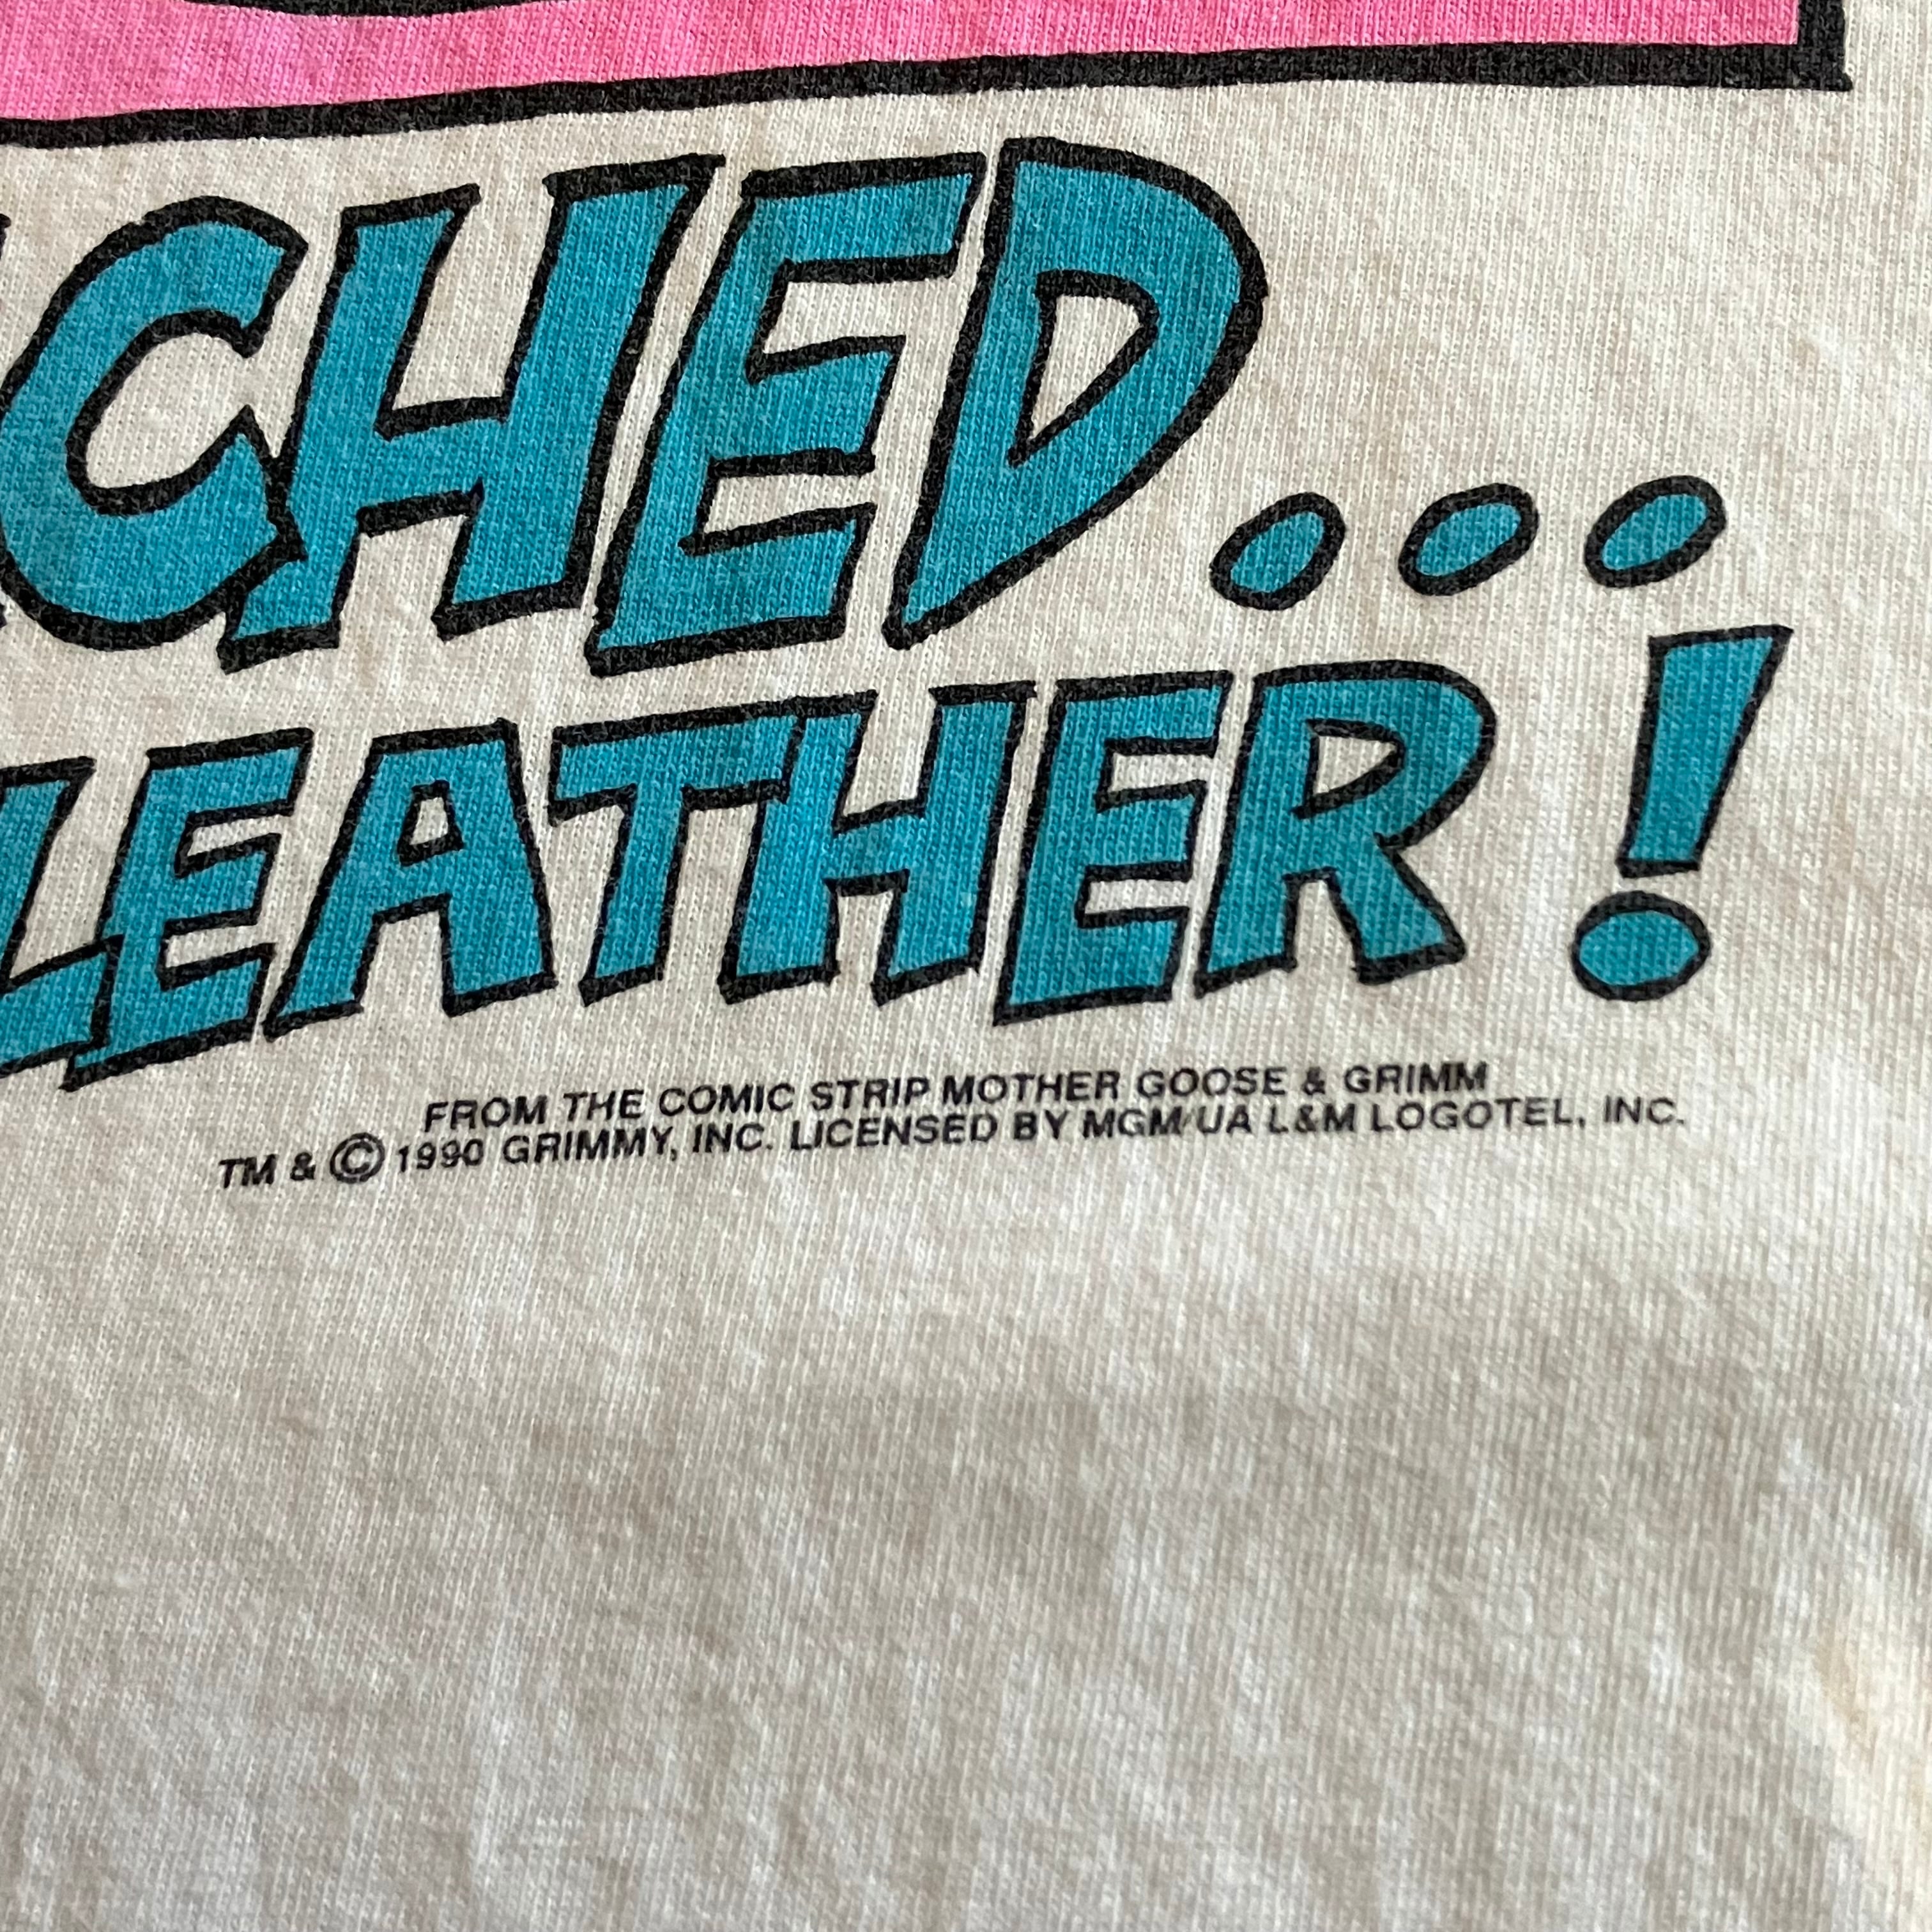 CHED...
LEATHER!
FROM THE COMIC STRIP MOTHER GOOSE & GRIMM
TM & © 1990 GRIMMY, INC. LICENSED BY MGM/UA L&M LOGOTEL, INC.